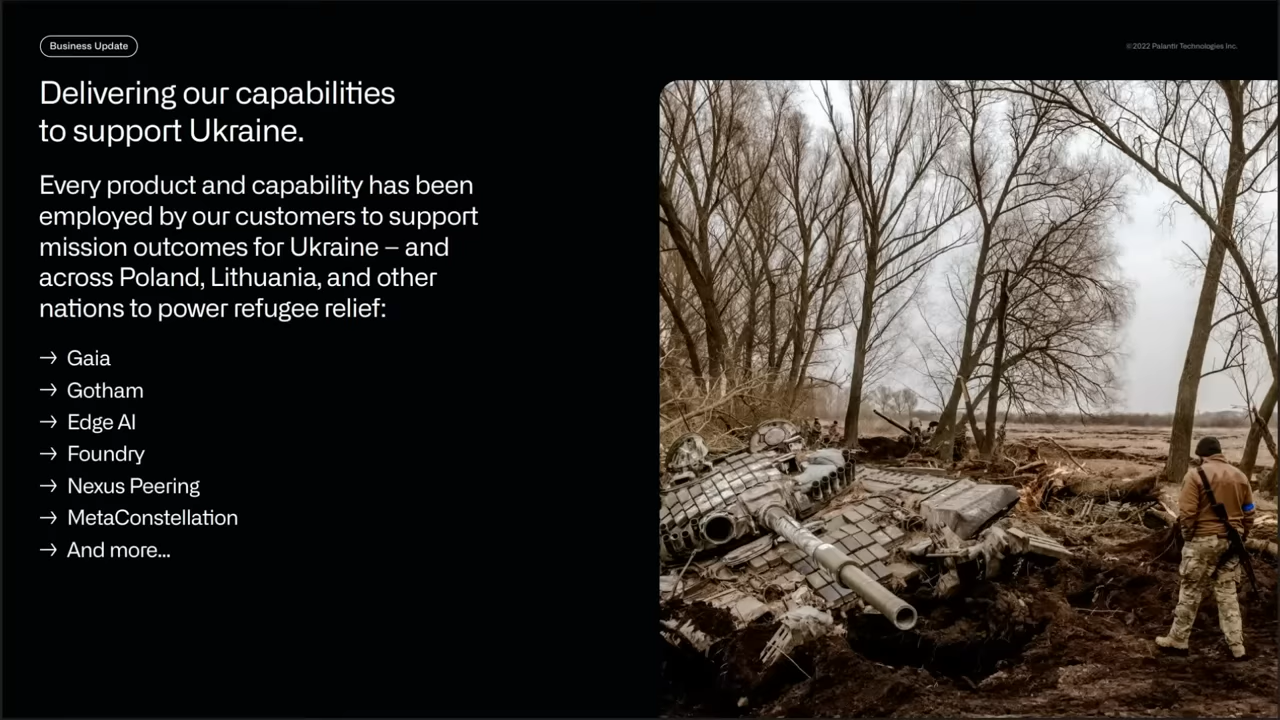 Business Update
©2022 Palantir Technologies Inc.
Delivering our capabilities
to support Ukraine.
Every product and capability has been
employed by our customers to support
mission outcomes for Ukraine – and
across Poland, Lithuania, and other
nations to power refugee relief:
→ Gaia
→ Gotham
→ Edge AI
→ Foundry
→ Nexus Peering
→ MetaConstellation
→ And more...